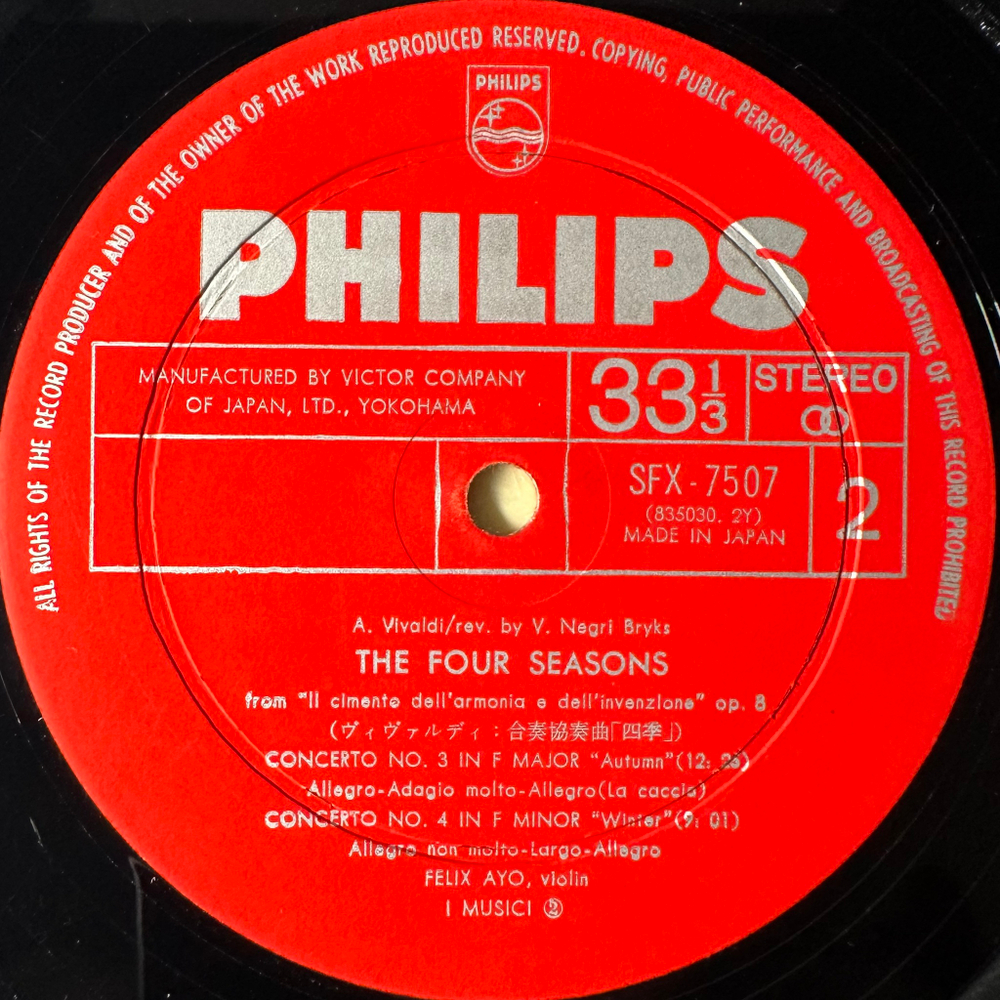 ALL RIGHTS OF THE RECORD PRODUCER AND OF THE OWNER OF THE WORK REPRODUCED RESERVED. COPYING, PUBLIC PERFORMANCE AND BROADCASTING OF THIS RECORD PROHIBITED
PHILIPS
PHILIPS
MANUFACTURED BY VICTOR COMPANY
OF JAPAN, LTD., YOKOHAMA
33 1/3
STEREO
SFX-7507
(835030. 2Y)
MADE IN JAPAN
2
A. Vivaldi/rev. by V. Negri Bryks
THE FOUR SEASONS
from "Il cimento dell'armonia e dell'invenzione" op. 8
(ヴィヴァルディ：合奏協奏曲「四季」)
CONCERTO NO. 3 IN F MAJOR "Autumn"
Allegro-Adagio molto-Allegro(La caccia)
CONCERTO NO. 4 IN F MINOR "Winter"(9: 01)
Allegro non molto-Largo-Allegro
FELIX AYO, violin
I MUSICI ②